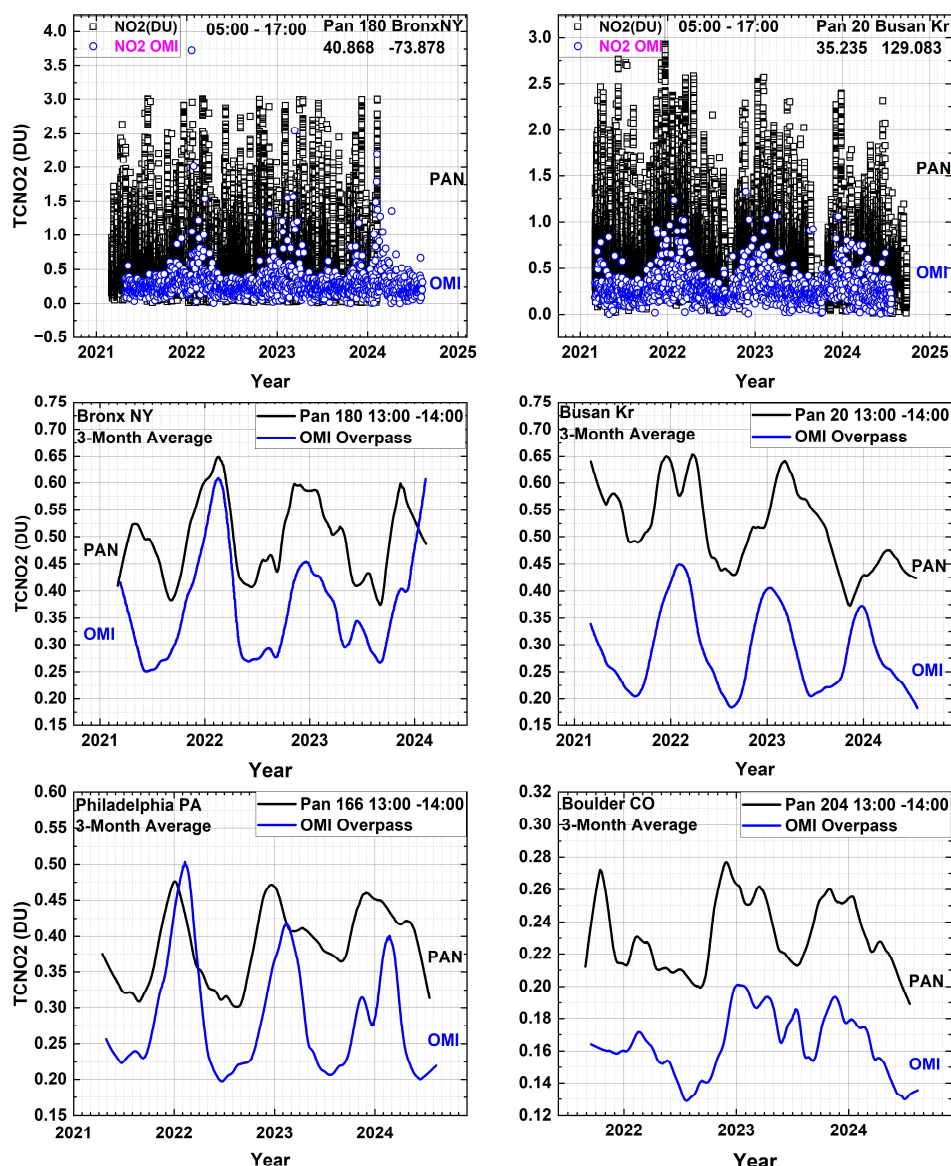 NO2(DU) 05:00 - 17:00 Pan 180 BronxNY
NO2 OMI 40.868 -73.878
4.0
3.5
3.0
2.5
2.0
1.5
1.0
0.5
0.0
−0.5
TCNO2 (DU)
PAN
OMI
2021 2022 2023 2024 2025
Year
NO2(DU) 05:00 - 17:00 Pan 20 Busan Kr
NO2 OMI 35.235 129.083
3.0
2.5
2.0
1.5
1.0
0.5
0.0
PAN
OMI
2021 2022 2023 2024 2025
Year
Bronx NY
3-Month Average
Pan 180 13:00 -14:00
OMI Overpass
0.75
0.70
0.65
0.60
0.55
0.50
0.45
0.40
0.35
0.30
0.25
0.20
0.15
TCNO2 (DU)
PAN
OMI
2021 2022 2023 2024
Year
Busan Kr
3-Month Average
Pan 20 13:00 -14:00
OMI Overpass
0.75
0.70
0.65
0.60
0.55
0.50
0.45
0.40
0.35
0.30
0.25
0.20
0.15
PAN
OMI
2021 2022 2023 2024
Year
Philadelphia PA
3-Month Average
Pan 166 13:00 -14:00
OMI Overpass
0.60
0.55
0.50
0.45
0.40
0.35
0.30
0.25
0.20
0.15
TCNO2 (DU)
PAN
OMI
2021 2022 2023 2024
Year
Boulder CO
3-Month Average
Pan 204 13:00 -14:00
OMI Overpass
0.32
0.30
0.28
0.26
0.24
0.22
0.20
0.18
0.16
0.14
0.12
PAN
OMI
2022 2023 2024
Year